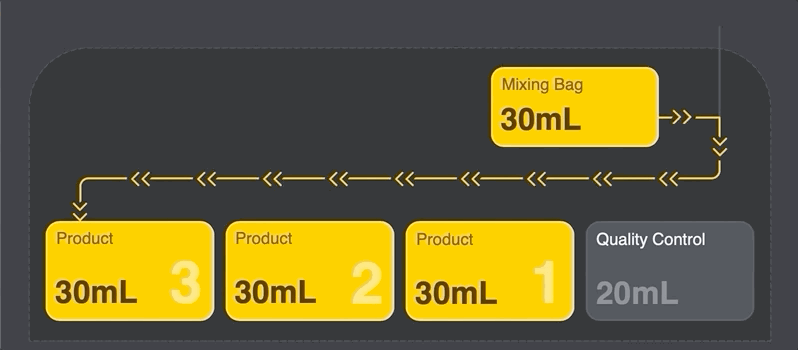 Mixing Bag
30mL
Product
30mL
3
Product
30mL
2
Product
30mL
1
Quality Control
20mL